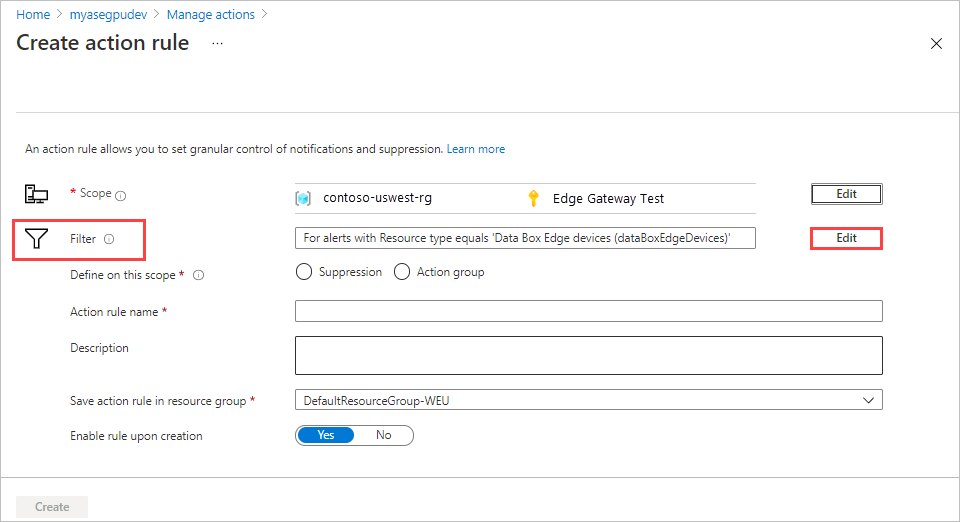 Home > myasegpudev > Manage actions >
Create action rule ...
An action rule allows you to set granular control of notifications and suppression. Learn more
* Scope contoso-uswest-rg Edge Gateway Test Edit
Filter For alerts with Resource type equals 'Data Box Edge devices (dataBoxEdgeDevices)' Edit
Define on this scope * Suppression Action group
Action rule name *
Description
Save action rule in resource group * DefaultResourceGroup-WEU
Enable rule upon creation Yes No
Create